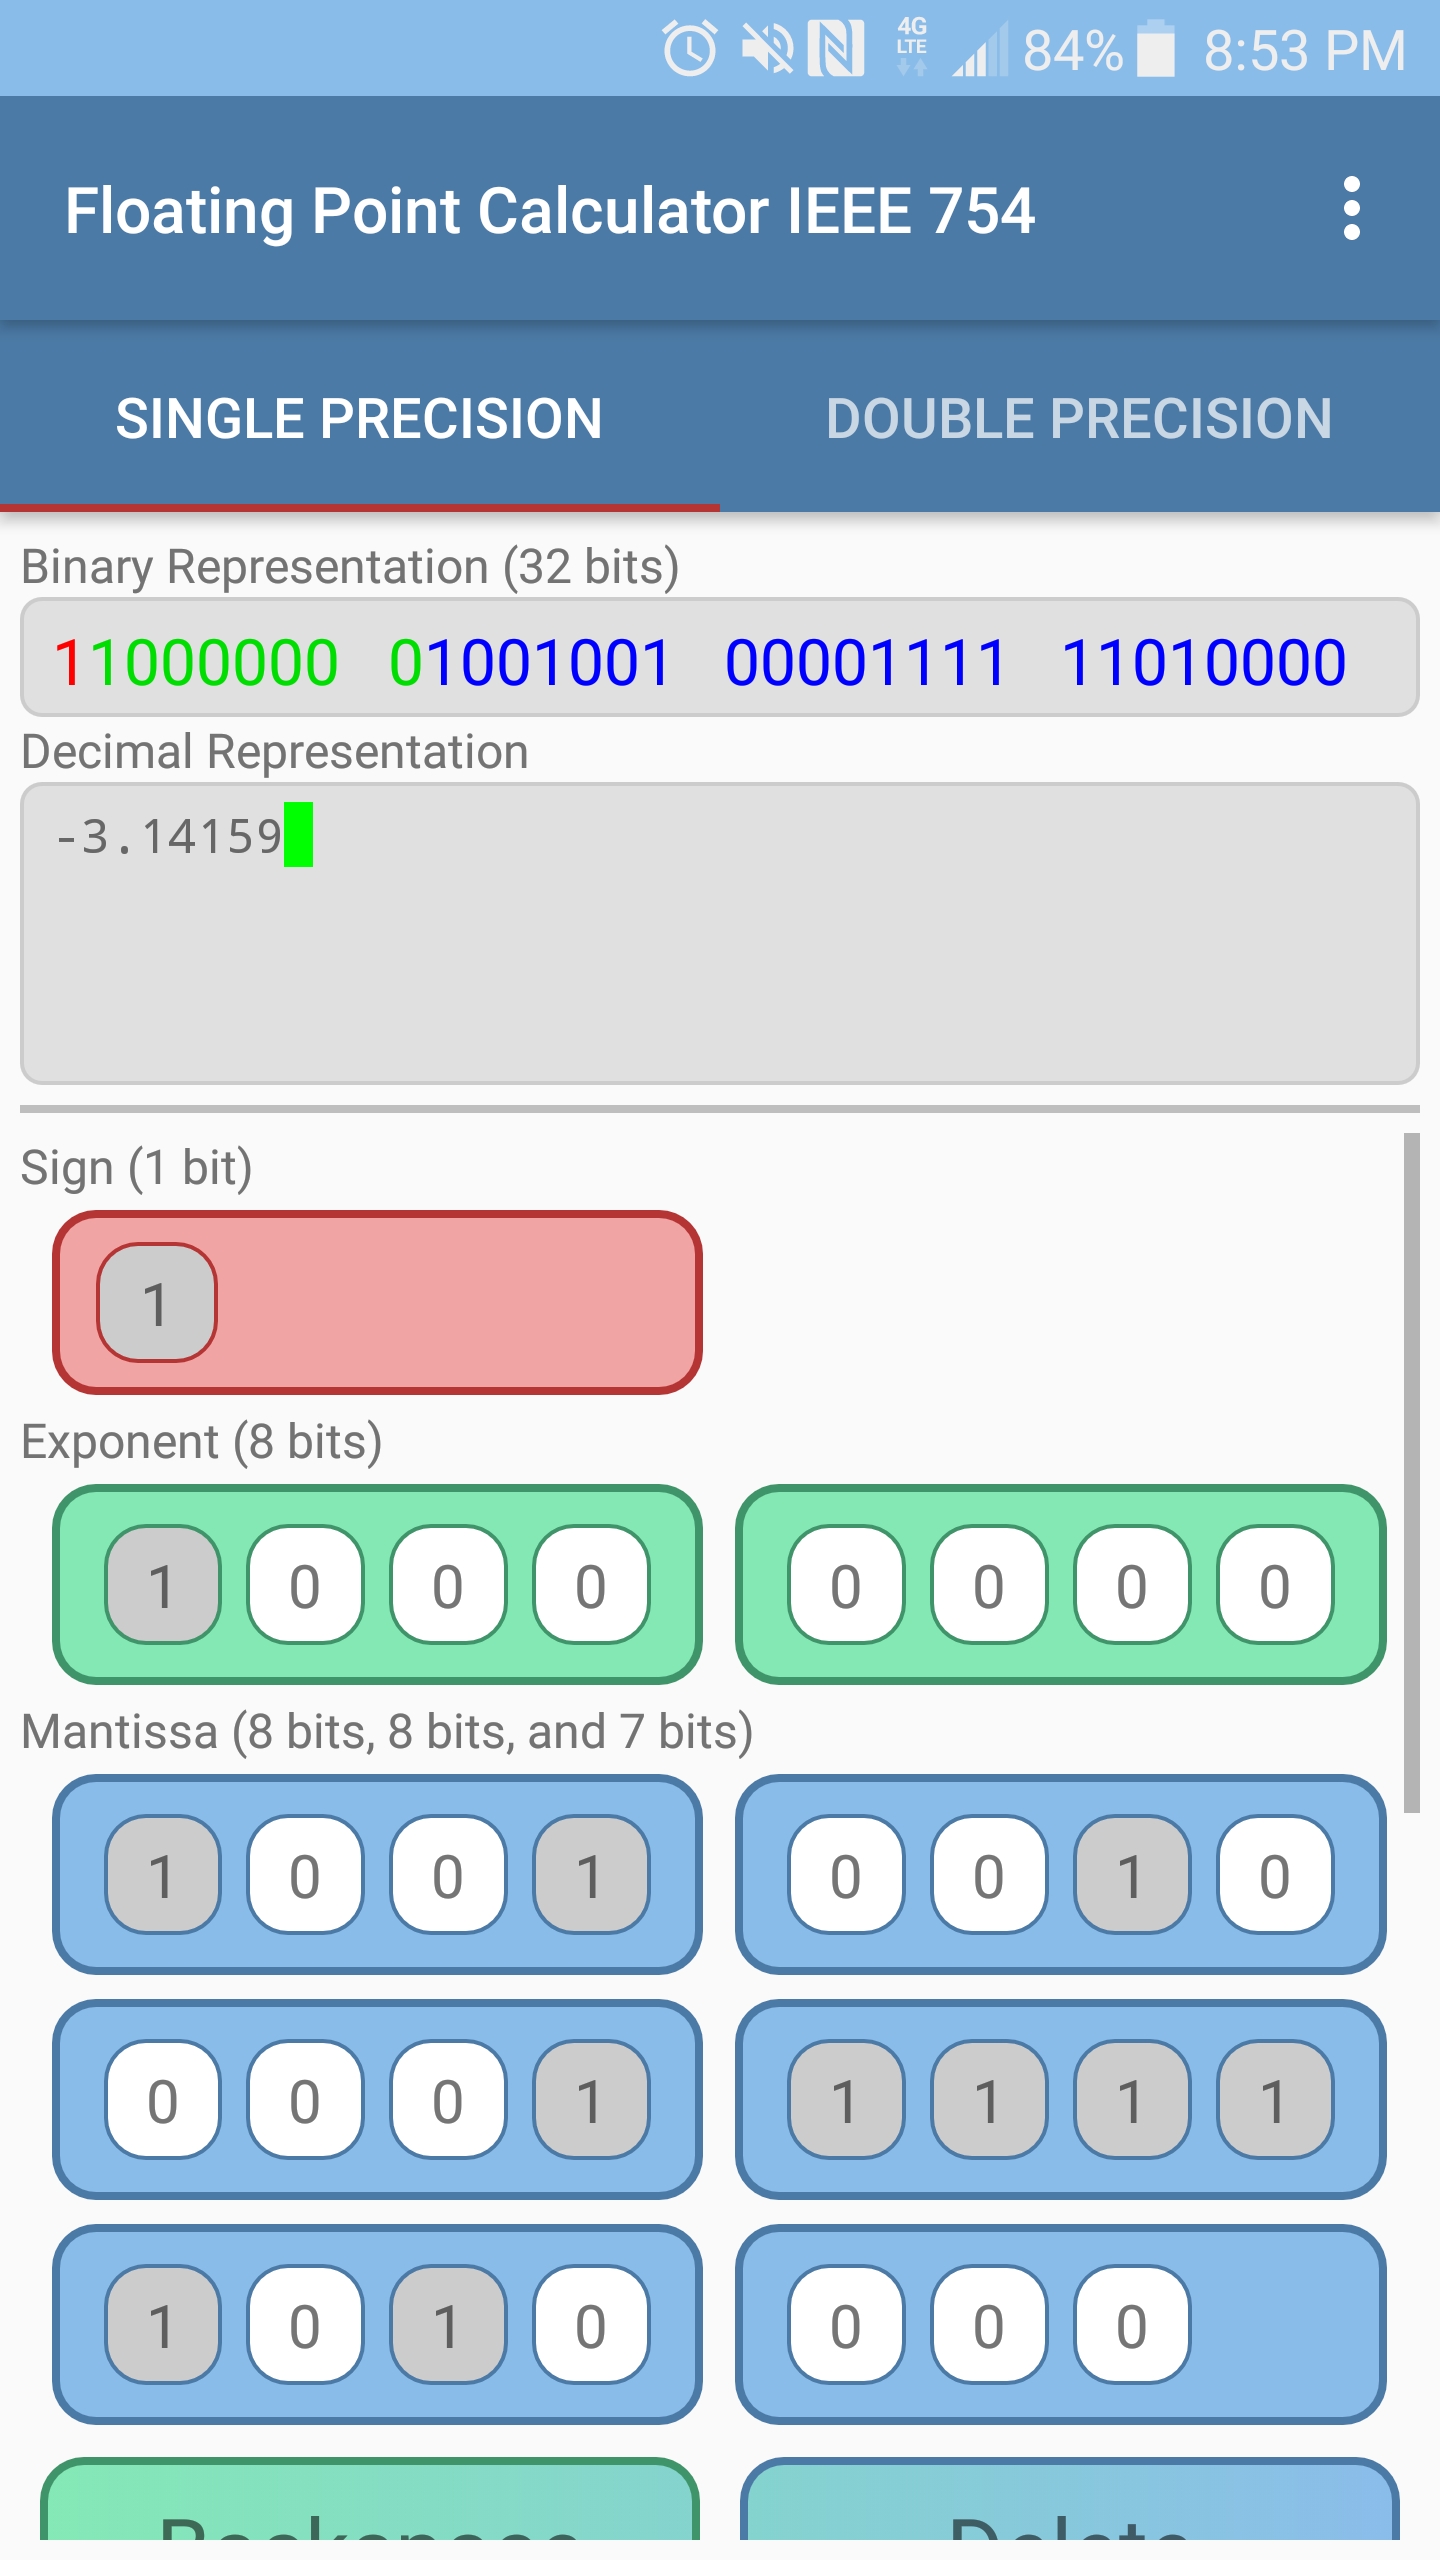 4G LTE 84% 8:53 PM
Floating Point Calculator IEEE 754
SINGLE PRECISION DOUBLE PRECISION
Binary Representation (32 bits)
11000000 01001001 00001111 11010000
Decimal Representation
-3.14159
Sign (1 bit)
1
Exponent (8 bits)
1 0 0 0 0 0 0 0
Mantissa (8 bits, 8 bits, and 7 bits)
1 0 0 1 0 0 1 0
0 0 0 1 1 1 1 1
1 0 1 0 0 0 0
Backspace Delete